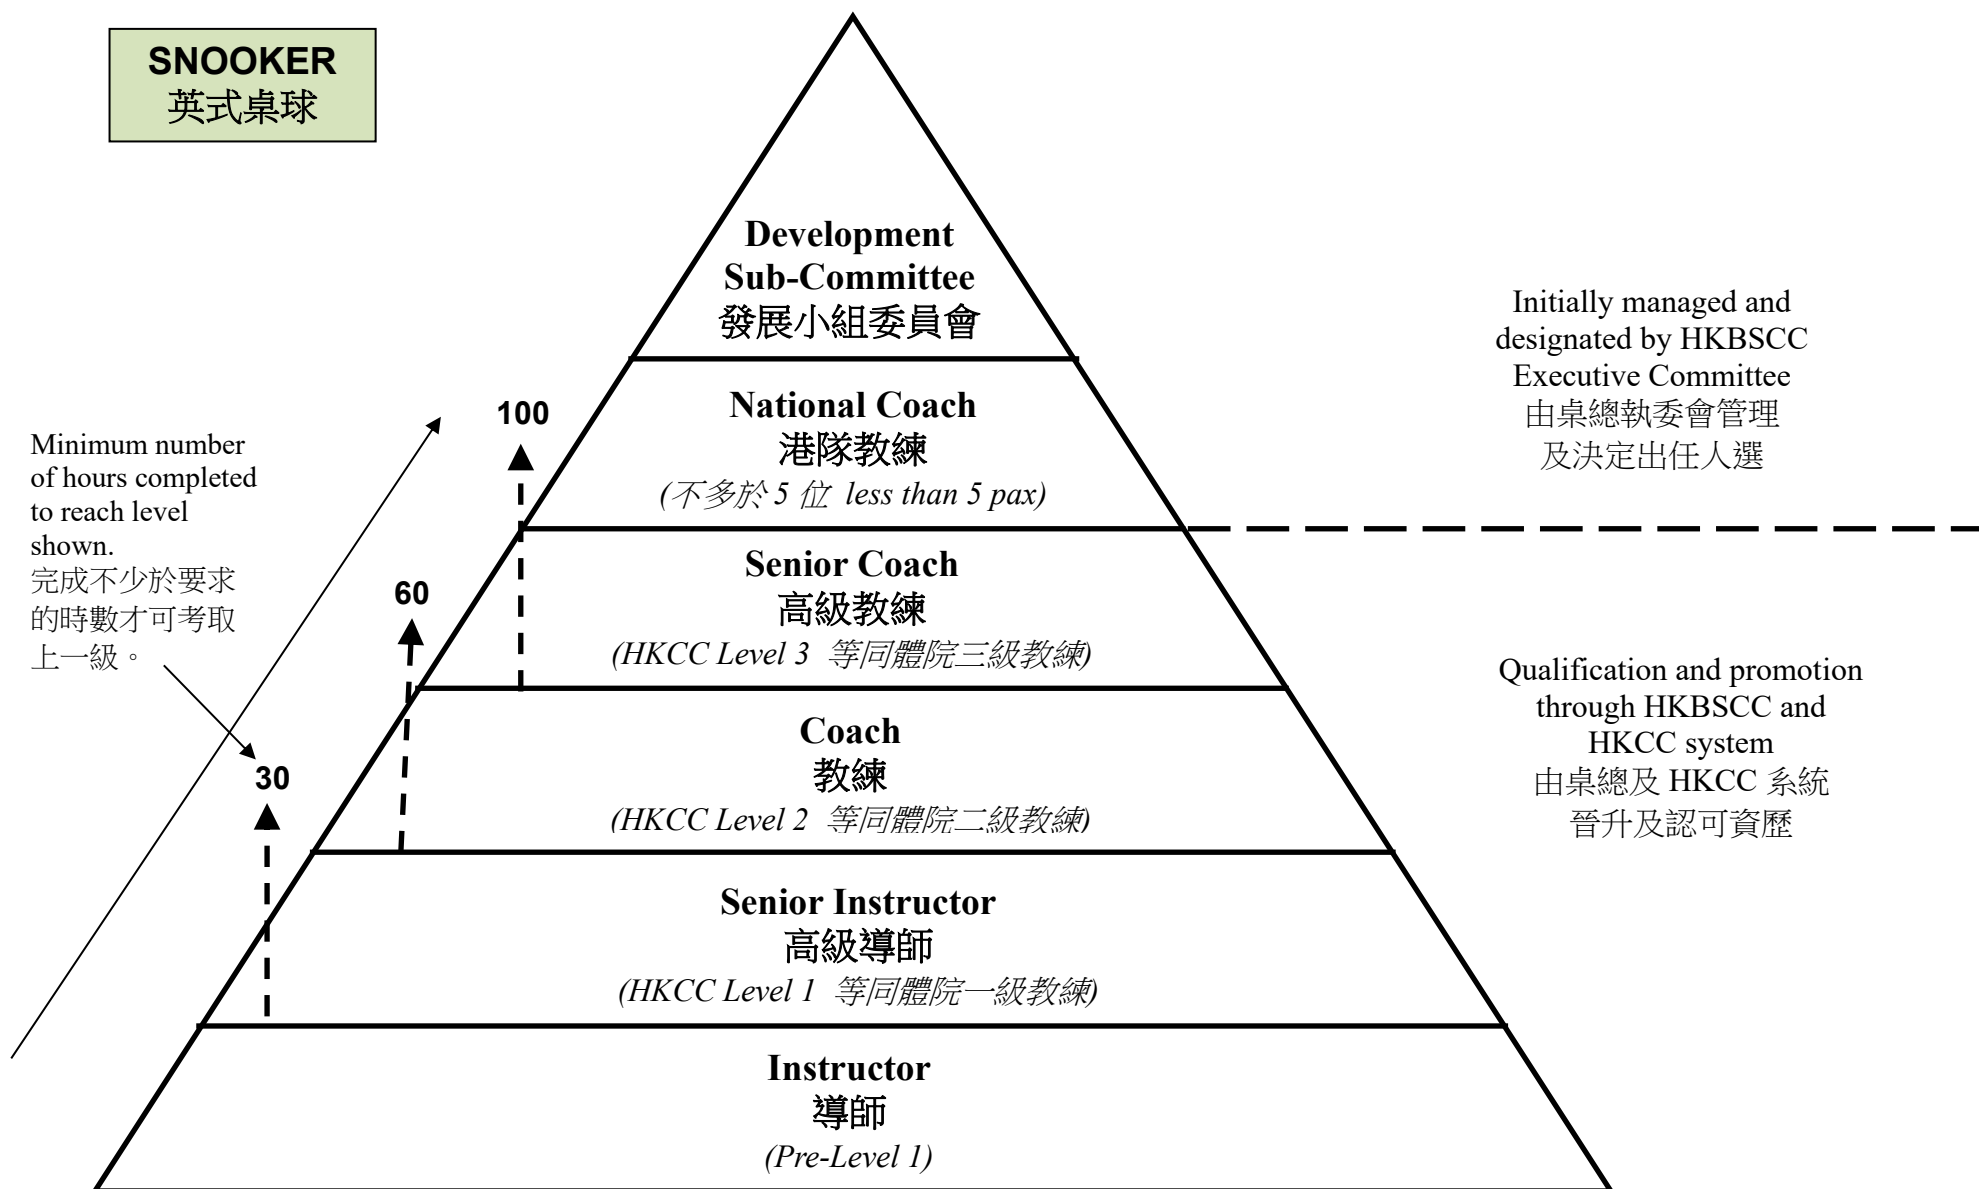 SNOOKER
英式桌球
Development
Sub-Committee
發展小組委員會
Initially managed and
designated by HKBSCC
Executive Committee
由桌總執委會管理
及決定出任人選
National Coach
港隊教練
(不多於 5 位 less than 5 pax)
100
Minimum number
of hours completed
to reach level
shown.
完成不少於要求
的時數才可考取
上一級。
Senior Coach
高級教練
(HKCC Level 3 等同體院三級教練)
60
Qualification and promotion
through HKBSCC and
HKCC system
由桌總及 HKCC 系統
晉升及認可資歷
Coach
教練
(HKCC Level 2 等同體院二級教練)
30
Senior Instructor
高級導師
(HKCC Level 1 等同體院一級教練)
Instructor
導師
(Pre-Level 1)